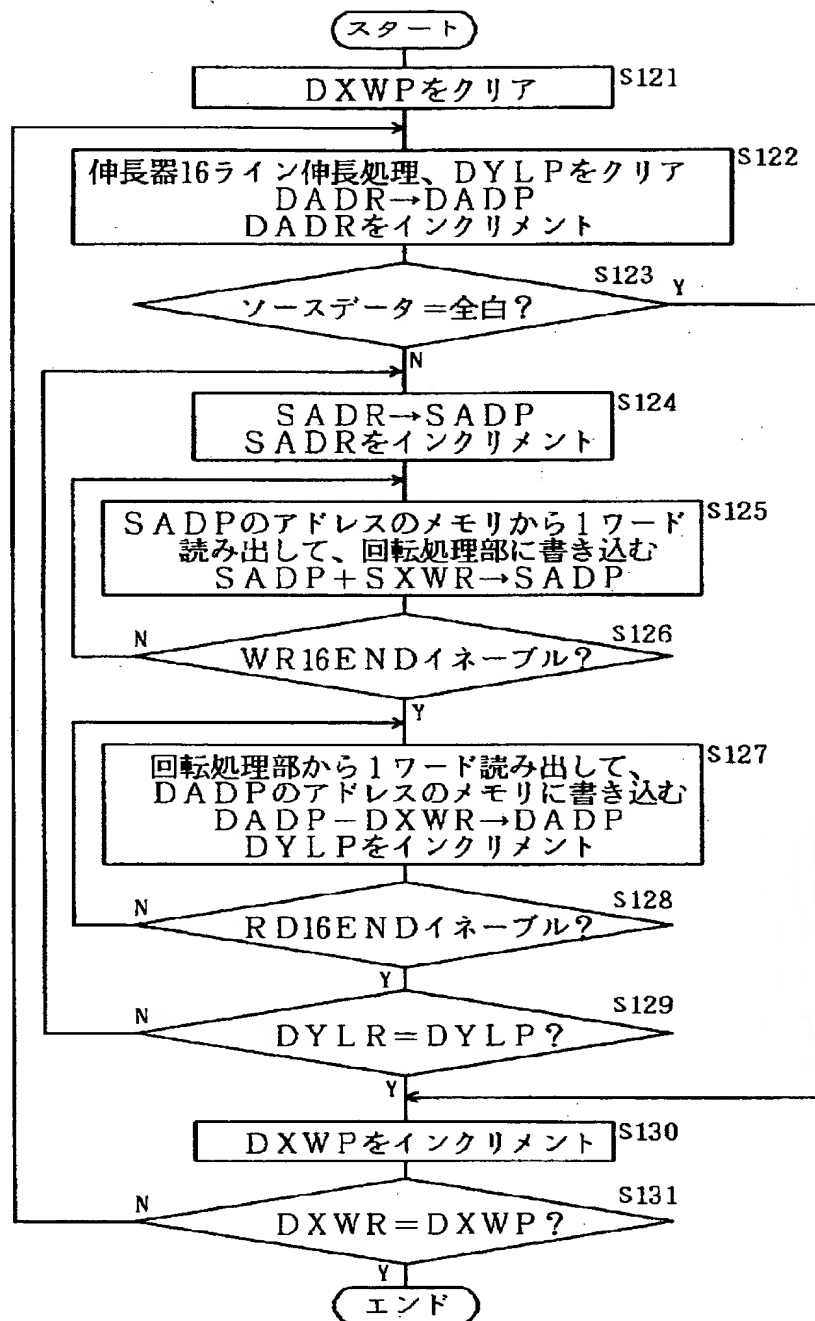 スタート
DXWPをクリア
S121
伸長器16ライン伸長処理、DYLPをクリア
DADR→DADP
DADRをインクリメント
S122
ソースデータ=全白?
S123
Y
N
SADR→SADP
SADRをインクリメント
S124
SADPのアドレスのメモリから1ワード
読み出して、回転処理部に書き込む
SADP+SXWR→SADP
S125
WR16ENDイネーブル?
S126
N
Y
回転処理部から1ワード読み出して、
DADPのアドレスのメモリに書き込む
DADP-DXWR→DADP
DYLPをインクリメント
S127
RD16ENDイネーブル?
S128
N
Y
DYLR=DYLP?
S129
N
Y
DXWPをインクリメント
S130
DXWR=DXWP?
S131
N
Y
エンド